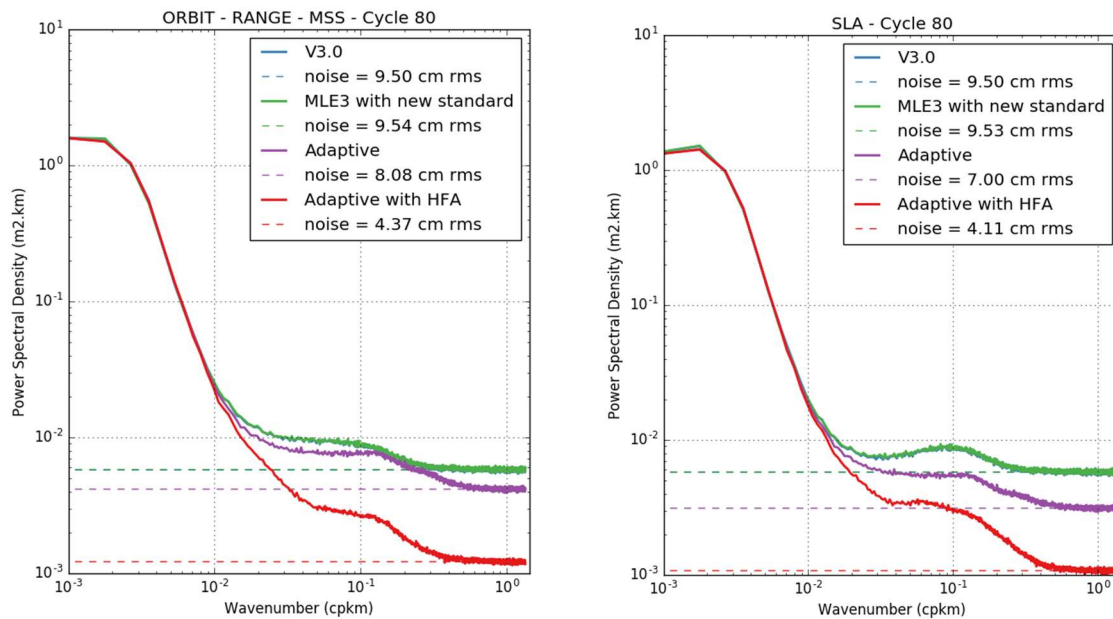 ORBIT - RANGE - MSS - Cycle 80
10^1
10^0
10^-1
10^-2
10^-3
Power Spectral Density (m2.km)
V3.0
noise = 9.50 cm rms
MLE3 with new standard
noise = 9.54 cm rms
Adaptive
noise = 8.08 cm rms
Adaptive with HFA
noise = 4.37 cm rms
10^-3
10^-2
10^-1
10^0
Wavenumber (cpkm)
SLA - Cycle 80
10^1
10^0
10^-1
10^-2
10^-3
Power Spectral Density (m2.km)
V3.0
noise = 9.50 cm rms
MLE3 with new standard
noise = 9.53 cm rms
Adaptive
noise = 7.00 cm rms
Adaptive with HFA
noise = 4.11 cm rms
10^-3
10^-2
10^-1
10^0
Wavenumber (cpkm)